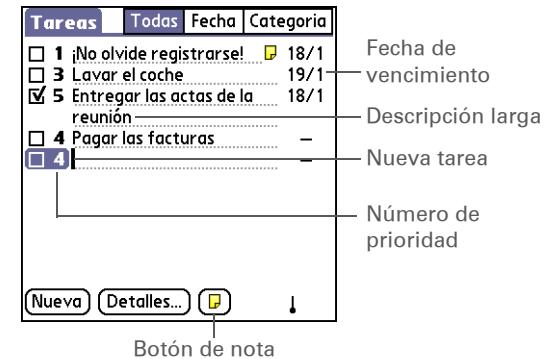 Tareas Todas Fecha Categoria
1 ¡No olvide registrarse! 18/1
3 Lavar el coche 19/1
5 Entregar las actas de la 18/1
reunión
4 Pagar las facturas –
4 –
Nueva Detalles...
Fecha de
vencimiento
Descripción larga
Nueva tarea
Número de
prioridad
Botón de nota